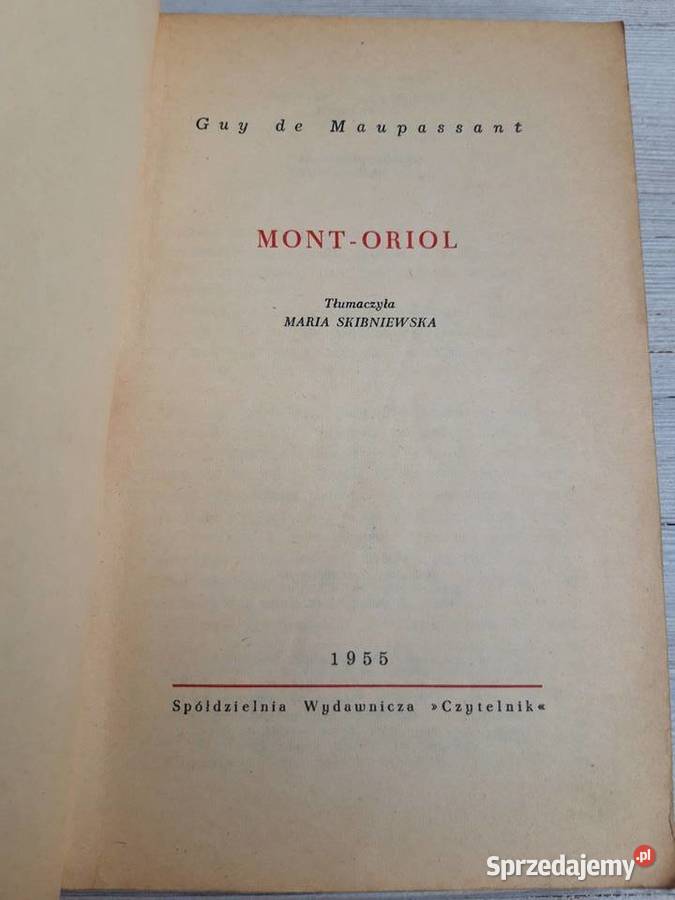 Guy de Maupassant
MONT-ORIOL
Tłumaczyła
MARIA SKIBNIEWSKA
1955
Spółdzielnia Wydawnicza »Czytelnik«
Sprzedajemy.pl